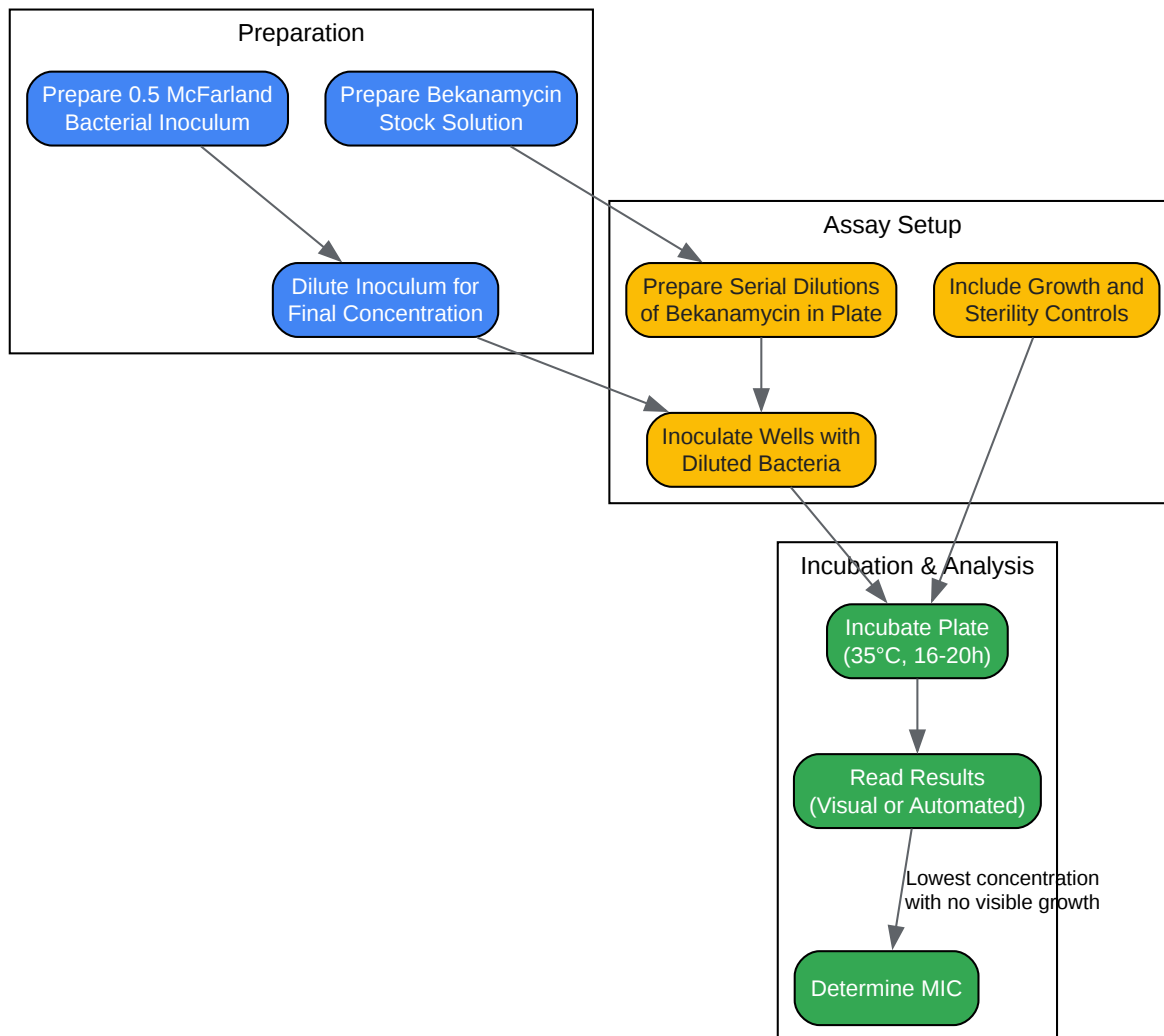 Preparation
Prepare 0.5 McFarland
Bacterial Inoculum
Prepare Bekanamycin
Stock Solution
Dilute Inoculum for
Final Concentration
Assay Setup
Prepare Serial Dilutions
of Bekanamycin in Plate
Include Growth and
Sterility Controls
Inoculate Wells with
Diluted Bacteria
Incubation & Analysis
Incubate Plate
(35°C, 16-20h)
Read Results
(Visual or Automated)
Lowest concentration
with no visible growth
Determine MIC